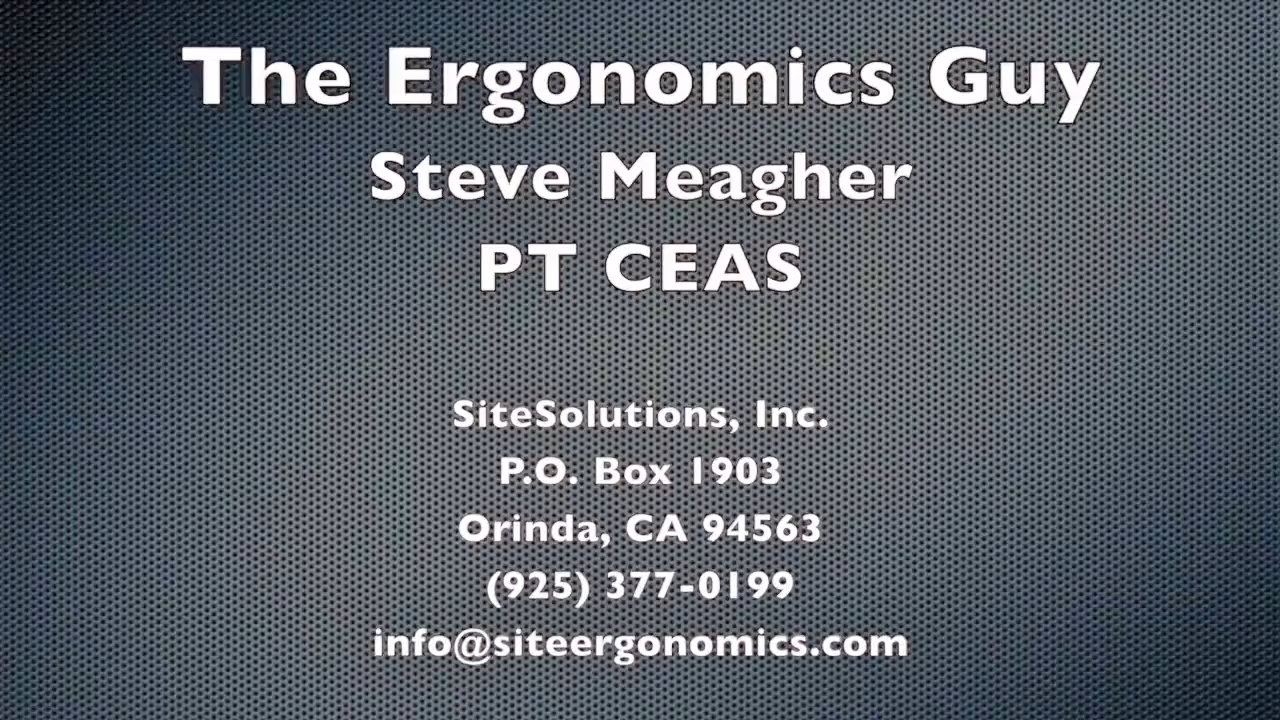 The Ergonomics Guy
Steve Meagher
PT CEAS
SiteSolutions, Inc.
P.O. Box 1903
Orinda, CA 94563
(925) 377-0199
info@siteergonomics.com